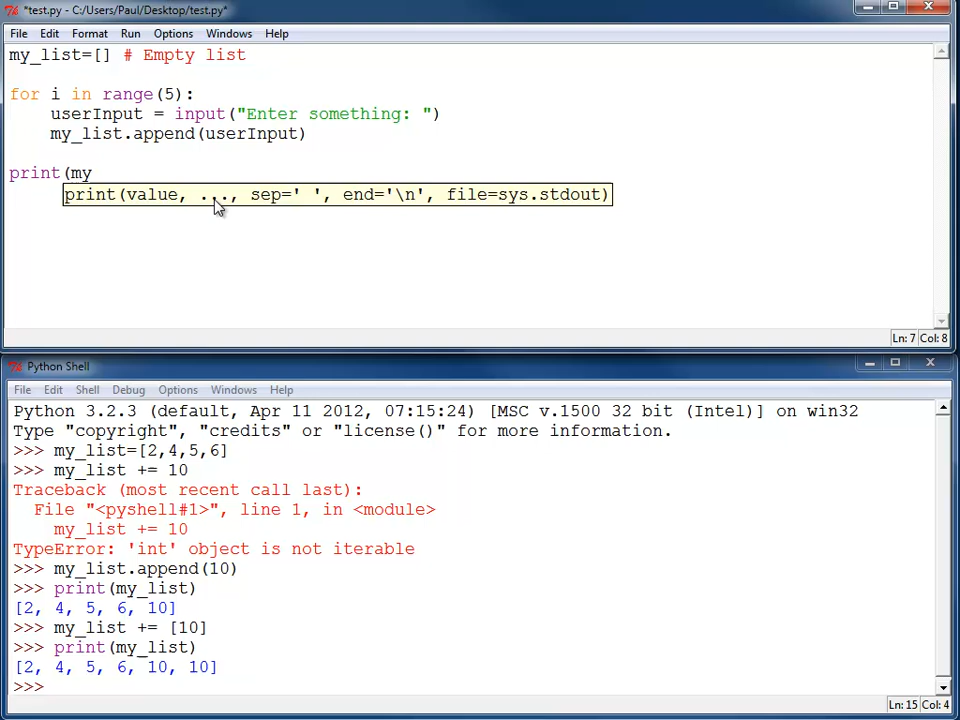 *test.py - C:/Users/Paul/Desktop/test.py*
File Edit Format Run Options Windows Help
my_list=[] # Empty list
for i in range(5):
    userInput = input("Enter something: ")
    my_list.append(userInput)
print(my
print(value, ..., sep=' ', end='\n', file=sys.stdout)
Ln: 7 Col: 8
Python Shell
File Edit Shell Debug Options Windows Help
Python 3.2.3 (default, Apr 11 2012, 07:15:24) [MSC v.1500 32 bit (Intel)] on win32
Type "copyright", "credits" or "license()" for more information.
>>> my_list=[2,4,5,6]
>>> my_list += 10
Traceback (most recent call last):
  File "<pyshell#1>", line 1, in <module>
    my_list += 10
TypeError: 'int' object is not iterable
>>> my_list.append(10)
>>> print(my_list)
[2, 4, 5, 6, 10]
>>> my_list += [10]
>>> print(my_list)
[2, 4, 5, 6, 10, 10]
>>>
Ln: 15 Col: 4